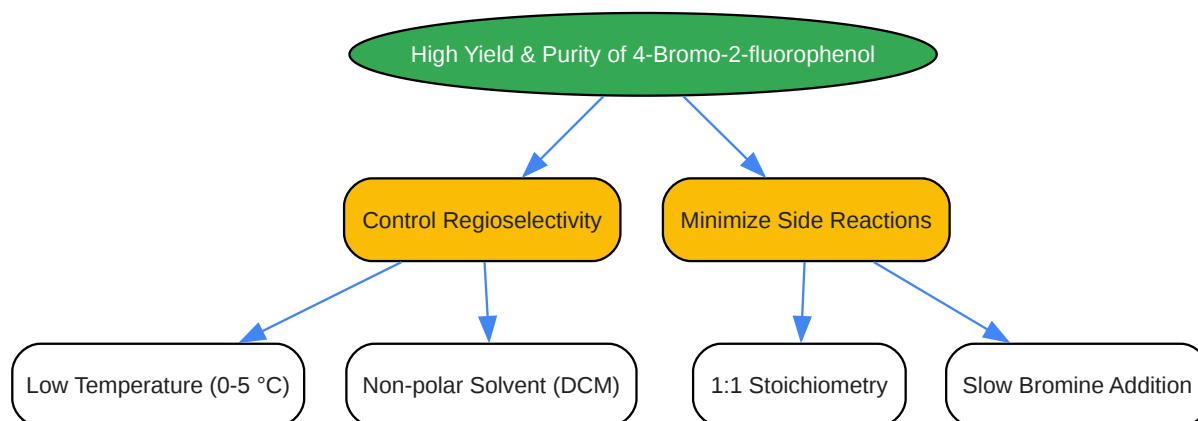 High Yield & Purity of 4-Bromo-2-fluorophenol
Control Regioselectivity
Minimize Side Reactions
Low Temperature (0-5 °C)
Non-polar Solvent (DCM)
1:1 Stoichiometry
Slow Bromine Addition